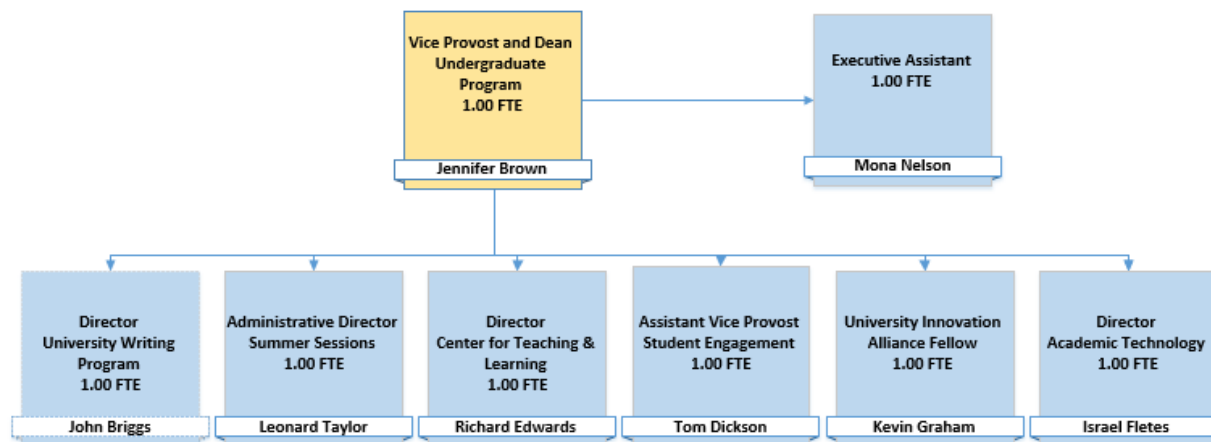 Vice Provost and Dean
Undergraduate
Program
1.00 FTE
Jennifer Brown
Executive Assistant
1.00 FTE
Mona Nelson
Director
University Writing
Program
1.00 FTE
John Briggs
Administrative Director
Summer Sessions
1.00 FTE
Leonard Taylor
Director
Center for Teaching &
Learning
1.00 FTE
Richard Edwards
Assistant Vice Provost
Student Engagement
1.00 FTE
Tom Dickson
University Innovation
Alliance Fellow
1.00 FTE
Kevin Graham
Director
Academic Technology
1.00 FTE
Israel Fletes